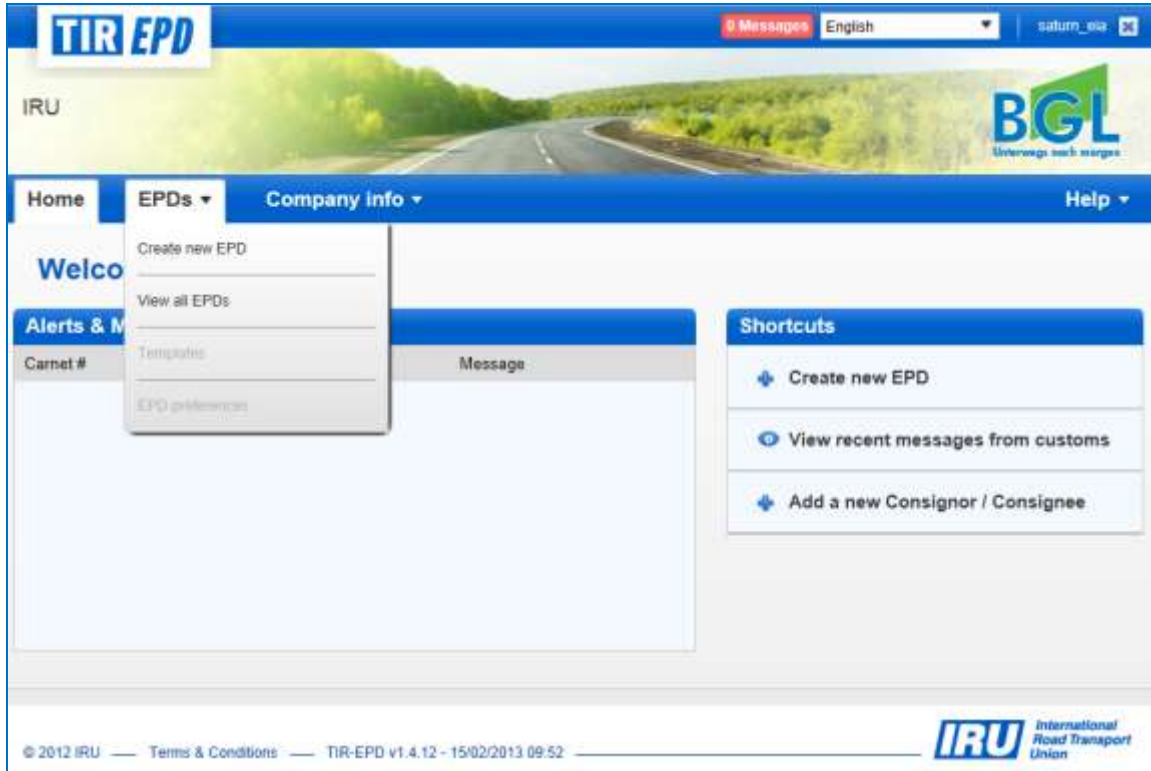 TIR EPD
0 Messages English saturn_eia
IRU
BGL
Unterwegs nach morgen
Home EPDs Company info Help
Create new EPD
Welco
View all EPDs
Alerts & M
Shortcuts
Templates
Carnet # Message
Create new EPD
EPD preferences
View recent messages from customs
Add a new Consignor / Consignee
© 2012 IRU Terms & Conditions TIR-EPD v1.4.12 - 15/02/2013 09:52
IRU
International
Road Transport
Union